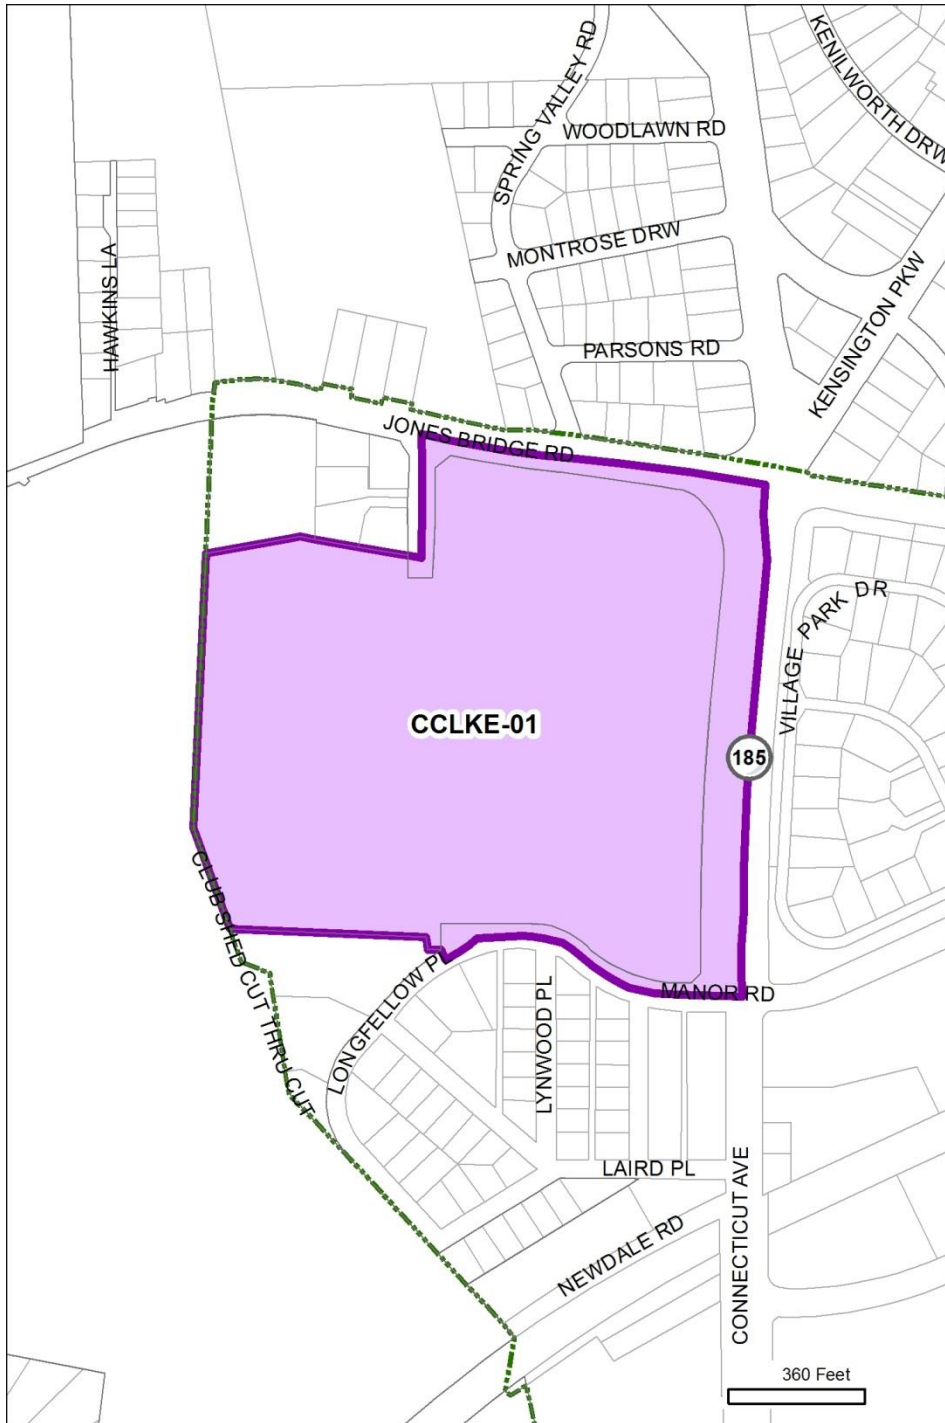 SPRING VALLEY RD
KENILWORTH DRW
WOODLAWN RD
MONTROSE DRW
HAWKINS LA
KENSINGTON PKW
PARSONS RD
JONES BRIDGE RD
VILLAGE PARK DR
CCLKE-01
185
CLUB SHED CUT THRU CUT
LONGFELLOW PL
LYNWOOD PL
MANOR RD
LAIRD PL
NEWDALE RD
CONNECTICUT AVE
360 Feet